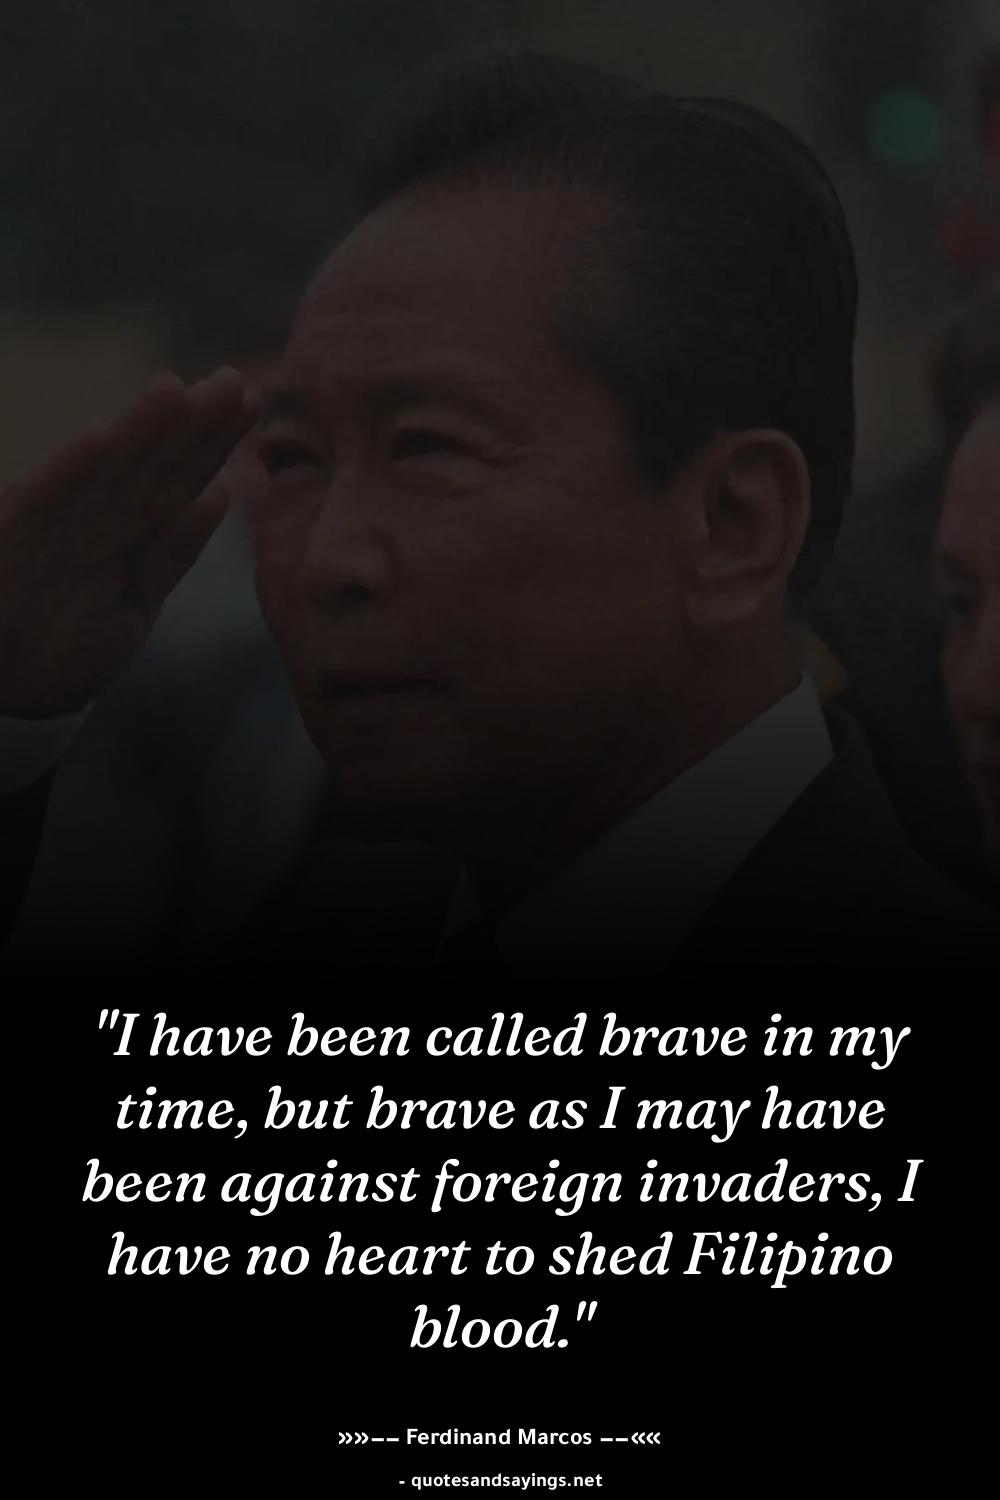 "I have been called brave in my
time, but brave as I may have
been against foreign invaders, I
have no heart to shed Filipino
blood."
»»-- Ferdinand Marcos --««
- quotesandsayings.net